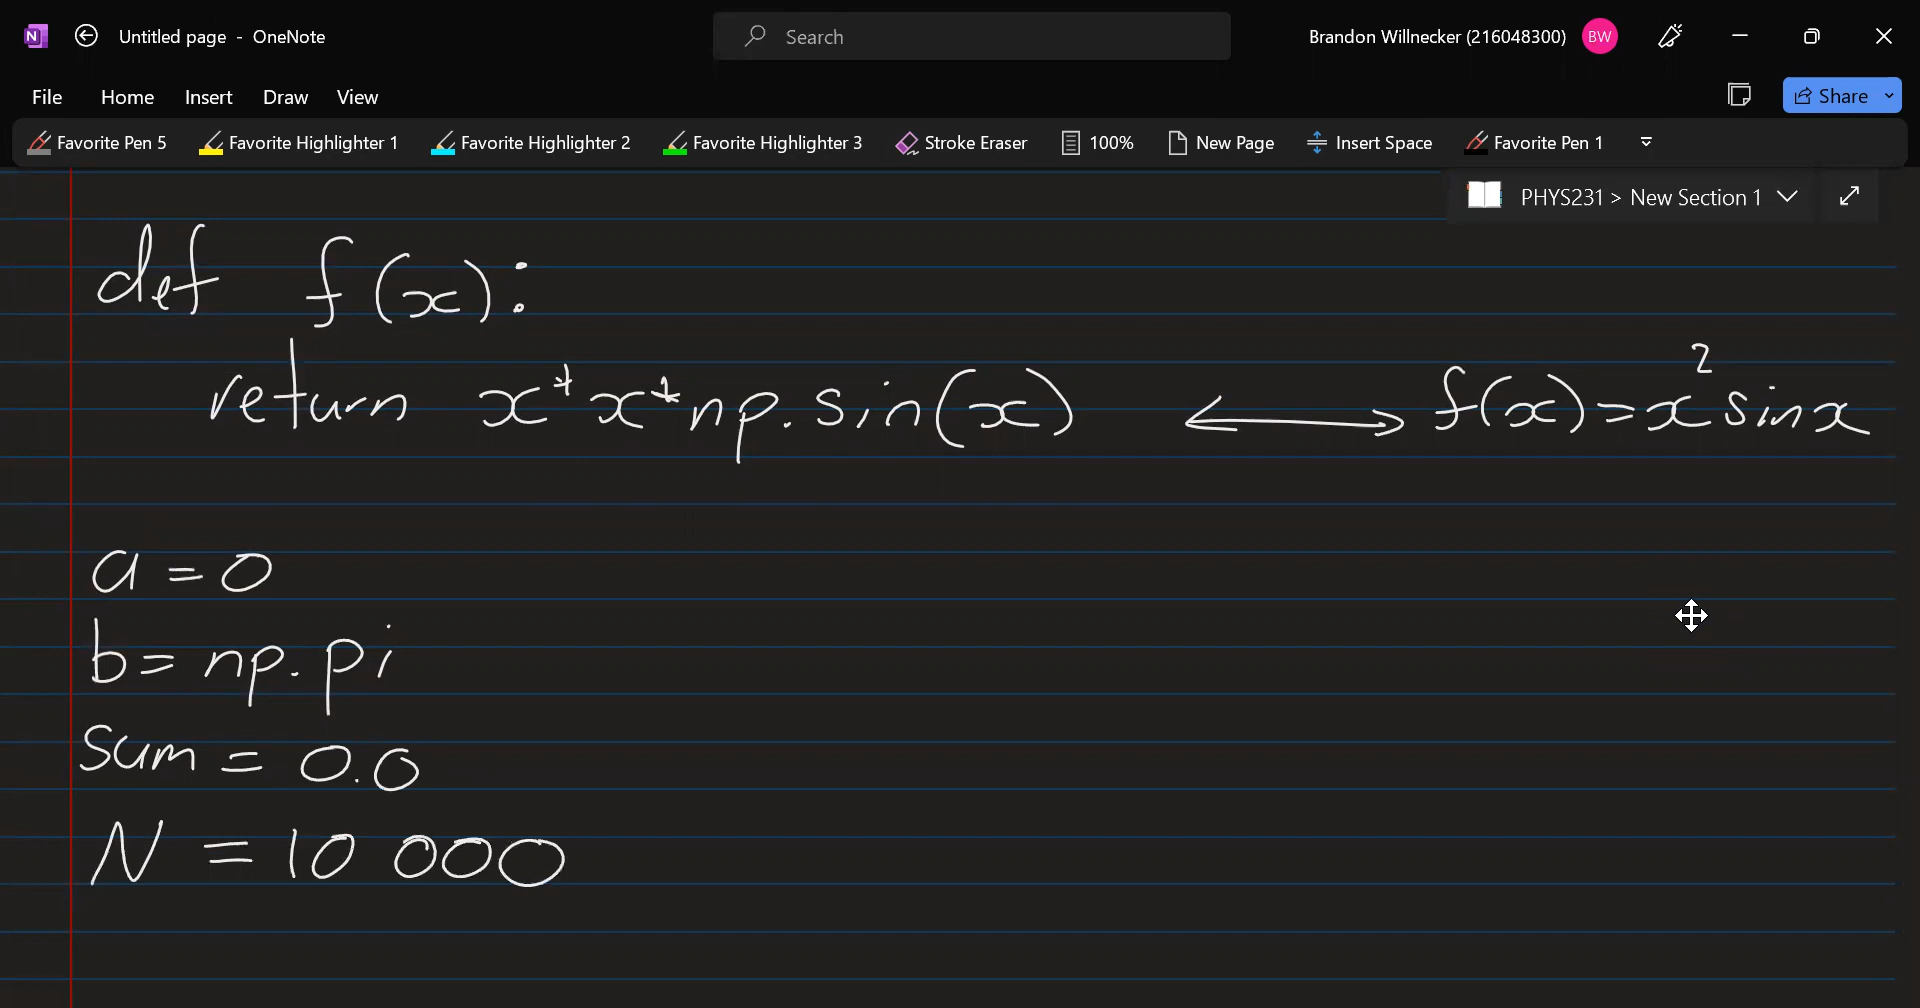 Untitled page - OneNote
Search
Brandon Willnecker (216048300) BW
File Home Insert Draw View
Share
Favorite Pen 5 Favorite Highlighter 1 Favorite Highlighter 2 Favorite Highlighter 3 Stroke Eraser 100% New Page Insert Space Favorite Pen 1
PHYS231 > New Section 1
def f(x):
return x*x*np.sin(x) ⟷ f(x)=x² sinx
a = 0
b = np.pi
sum = 0.0
N = 10 000